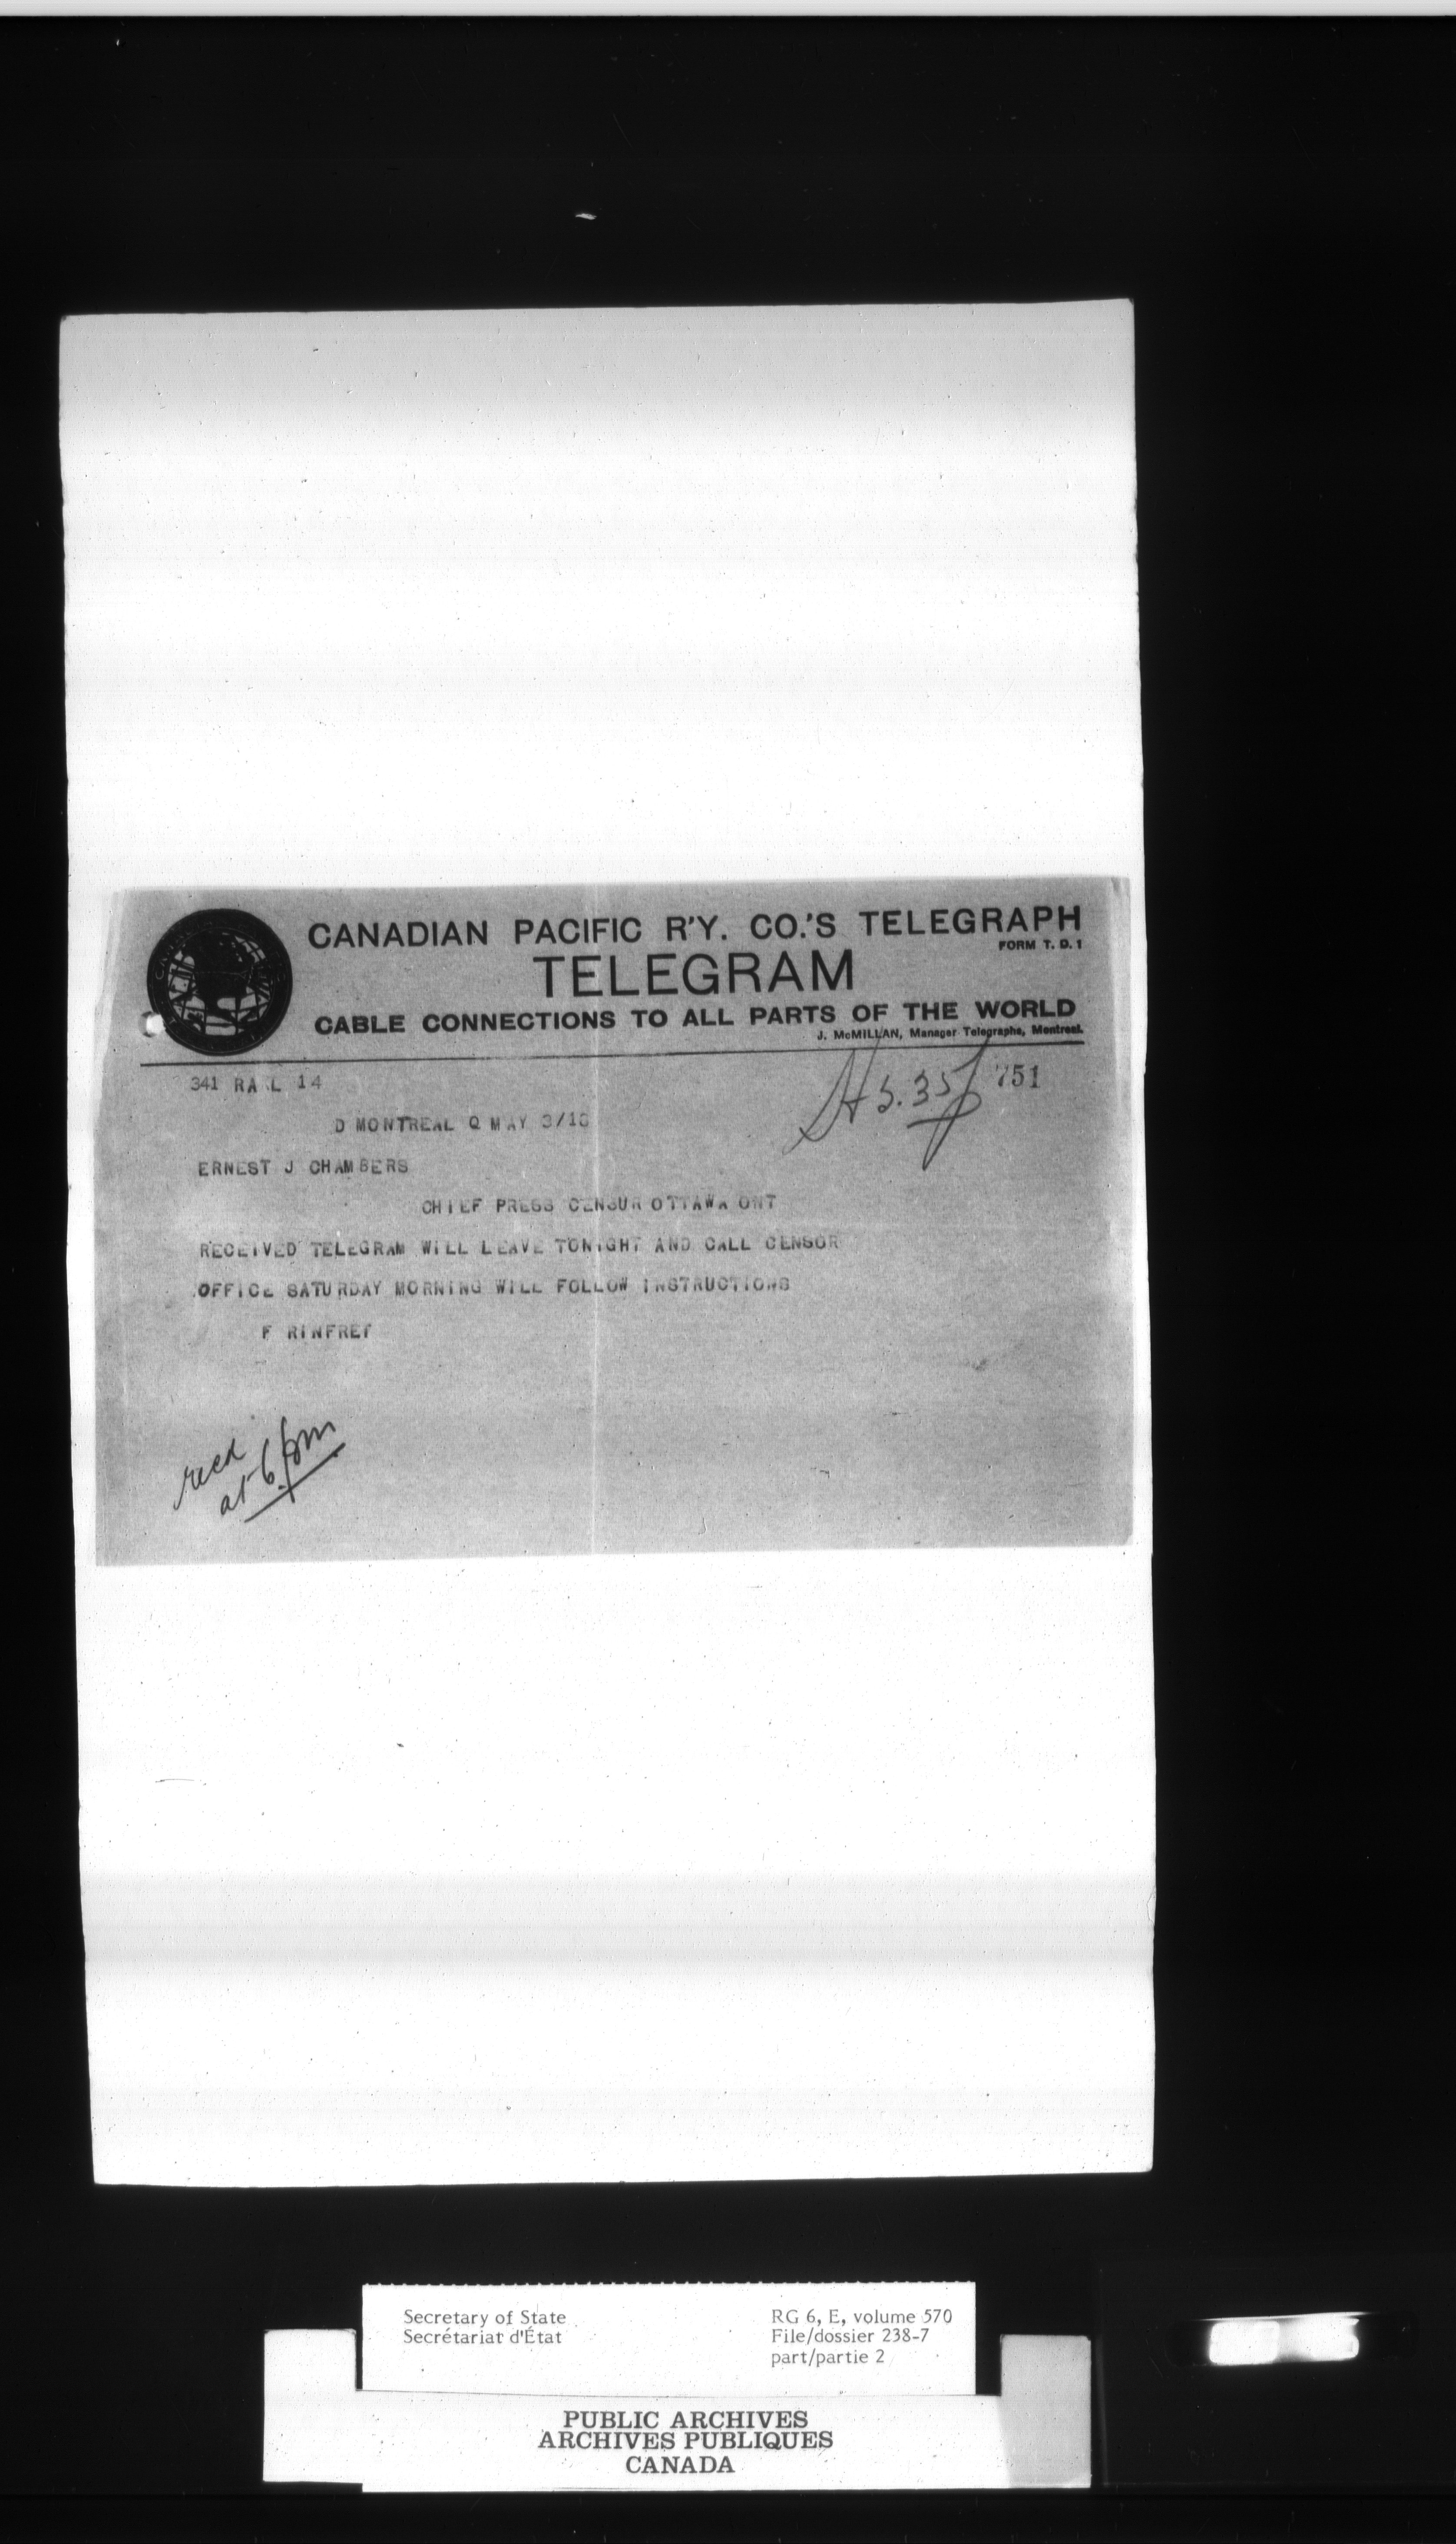 CANADIAN PACIFIC R'Y. CO.'S TELEGRAPH
FORM T. D. 1
TELEGRAM
CABLE CONNECTIONS TO ALL PARTS OF THE WORLD
J. McMILLAN, Manager Telegraphs, Montreal.
341 RA L 14
5.35 751
D MONTREAL Q MAY 3/18
ERNEST J CHAMBERS
CHIEF PRESS CENSUR OTTAWA ONT
RECEIVED TELEGRAM WILL LEAVE TONIGHT AND CALL CENSOR
OFFICE SATURDAY MORNING WILL FOLLOW INSTRUCTIONS
F RINFRET
recd
at 6 pm
Secretary of State
Secrétariat d'État
RG 6, E, volume 570
File/dossier 238-7
part/partie 2
PUBLIC ARCHIVES
ARCHIVES PUBLIQUES
CANADA